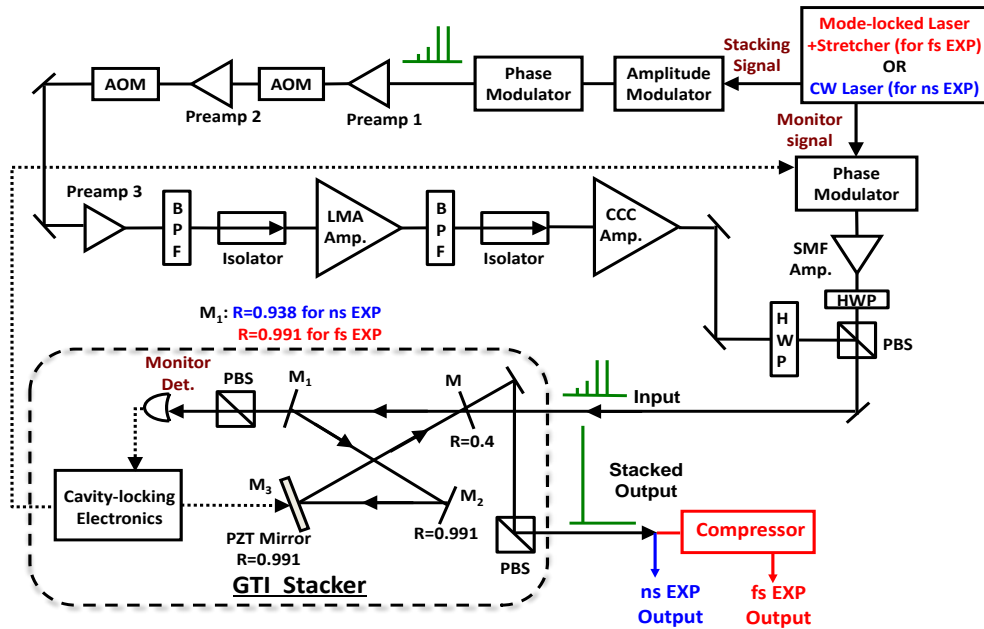 Mode-locked Laser
+Stretcher (for fs EXP)
OR
CW Laser (for ns EXP)
Stacking
Signal
Amplitude
Modulator
Phase
Modulator
Preamp 1
AOM
Preamp 2
AOM
Monitor
signal
Phase
Modulator
SMF
Amp.
HWP
PBS
Preamp 3
BPF
Isolator
LMA
Amp.
BPF
Isolator
CCC
Amp.
HWP
M1: R=0.938 for ns EXP
R=0.991 for fs EXP
Monitor
Det.
PBS
M1
M
R=0.4
Input
Cavity-locking
Electronics
M3
PZT Mirror
R=0.991
M2
R=0.991
PBS
GTI Stacker
Stacked
Output
Compressor
ns EXP
Output
fs EXP
Output